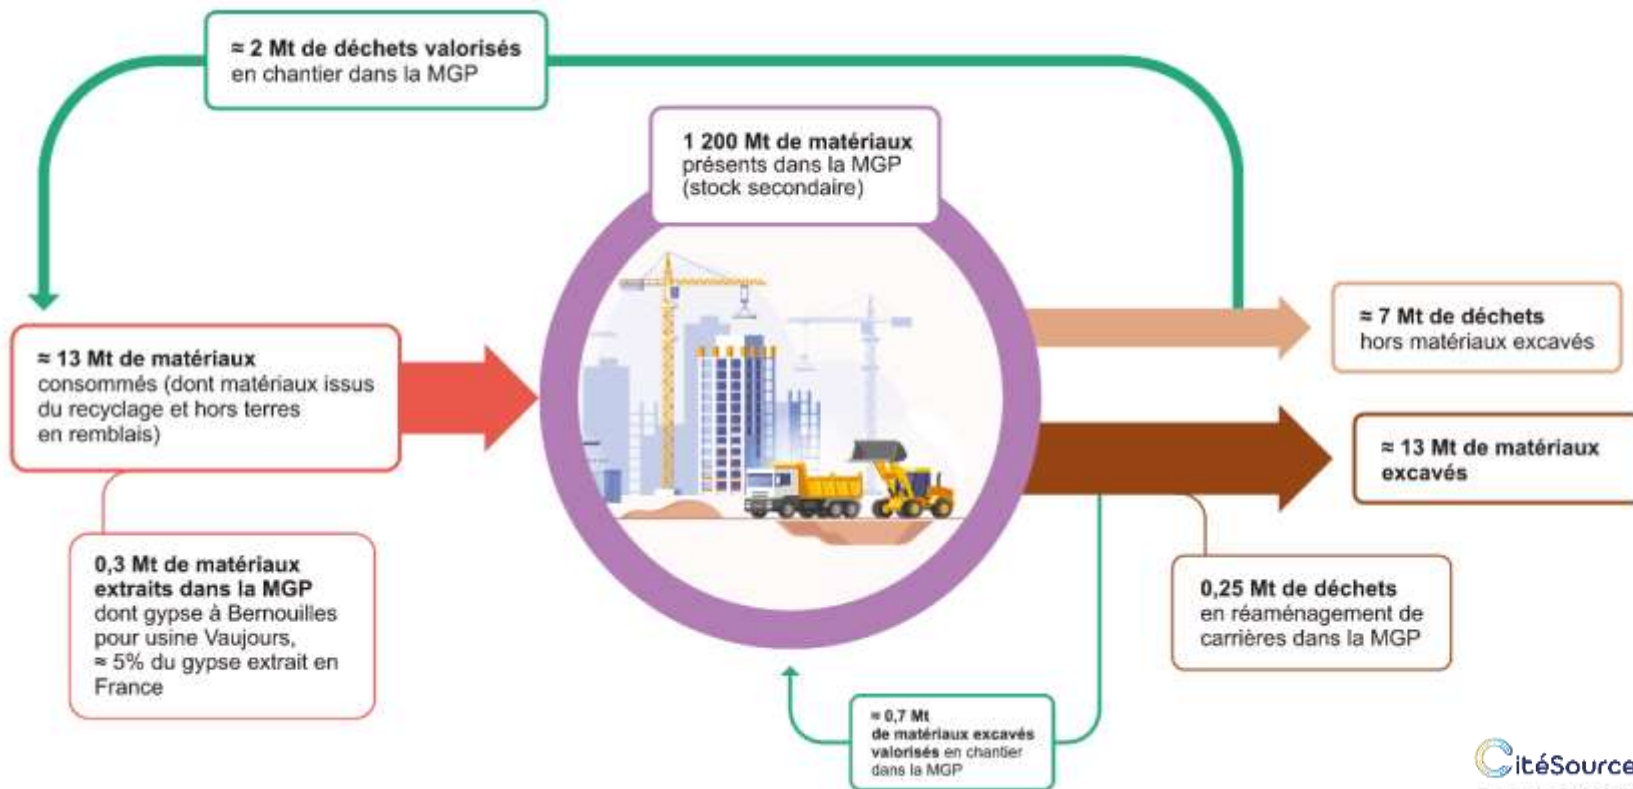 ≈ 2 Mt de déchets valorisés
en chantier dans la MGP
1 200 Mt de matériaux
présents dans la MGP
(stock secondaire)
≈ 13 Mt de matériaux
consommés (dont matériaux issus
du recyclage et hors terres
en remblais)
≈ 7 Mt de déchets
hors matériaux excavés
≈ 13 Mt de matériaux
excavés
0,3 Mt de matériaux
extraits dans la MGP
dont gypse à Bernouilles
pour usine Vaujours,
≈ 5% du gypse extrait en
France
0,25 Mt de déchets
en réaménagement de
carrières dans la MGP
≈ 0,7 Mt
de matériaux excavés
valorisés en chantier
dans la MGP
CitéSource